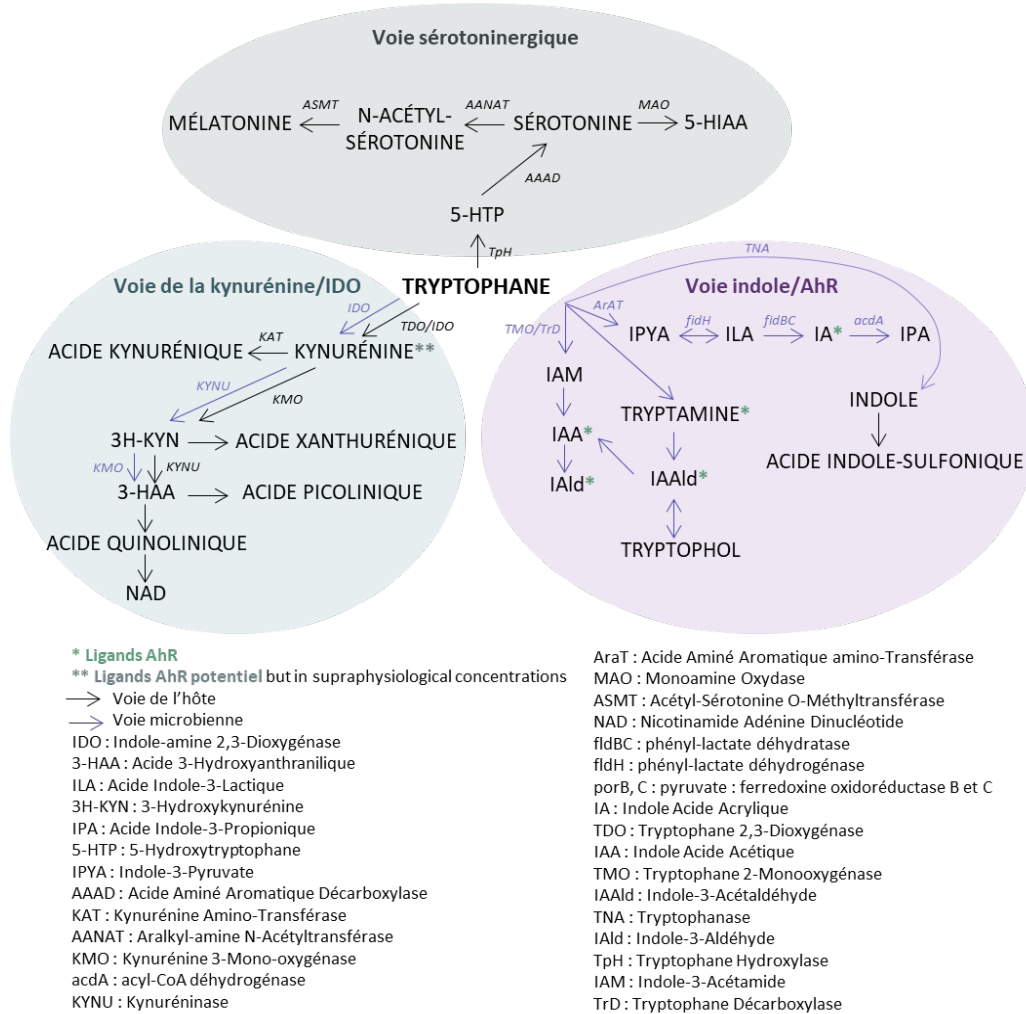 Voie sérotoninergique
ASMT
AANAT
MAO
MÉLATONINE
N-ACÉTYL-
SÉROTONINE
SÉROTONINE
5-HIAA
AAAD
5-HTP
TpH
TRYPTOPHANE
Voie de la kynurénine/IDO
IDO
TDO/IDO
KAT
ACIDE KYNURÉNIQUE
KYNURÉNINE**
KYNU
KMO
3H-KYN
ACIDE XANTHURÉNIQUE
KMO
KYNU
3-HAA
ACIDE PICOLINIQUE
ACIDE QUINOLINIQUE
NAD
TNA
Voie indole/AhR
ArAT
TMO/TrD
fidH
fidBC
acdA
IPYA
ILA
IA*
IPA
IAM
TRYPTAMINE*
INDOLE
IAA*
ACIDE INDOLE-SULFONIQUE
IAld*
IAAld*
TRYPTOPHOL
* Ligands AhR
** Ligands AhR potentiel but in supraphysiological concentrations
Voie de l’hôte
Voie microbienne
IDO : Indole-amine 2,3-Dioxygénase
3-HAA : Acide 3-Hydroxyanthranilique
ILA : Acide Indole-3-Lactique
3H-KYN : 3-Hydroxykynurénine
IPA : Acide Indole-3-Propionique
5-HTP : 5-Hydroxytryptophane
IPYA : Indole-3-Pyruvate
AAAD : Acide Aminé Aromatique Décarboxylase
KAT : Kynurénine Amino-Transférase
AANAT : Aralkyl-amine N-Acétyltransférase
KMO : Kynurénine 3-Mono-oxygénase
acdA : acyl-CoA déhydrogénase
KYNU : Kynuréninase
AraT : Acide Aminé Aromatique amino-Transférase
MAO : Monoamine Oxydase
ASMT : Acétyl-Sérotonine O-Méthyltransférase
NAD : Nicotinamide Adénine Dinucléotide
fldBC : phényl-lactate déhydratase
fldH : phényl-lactate déhydrogénase
porB, C : pyruvate : ferredoxine oxidoréductase B et C
IA : Indole Acide Acrylique
TDO : Tryptophane 2,3-Dioxygénase
IAA : Indole Acide Acétique
TMO : Tryptophane 2-Monooxygénase
IAAld : Indole-3-Acétaldéhyde
TNA : Tryptophanase
IAld : Indole-3-Aldéhyde
TpH : Tryptophane Hydroxylase
IAM : Indole-3-Acétamide
TrD : Tryptophane Décarboxylase